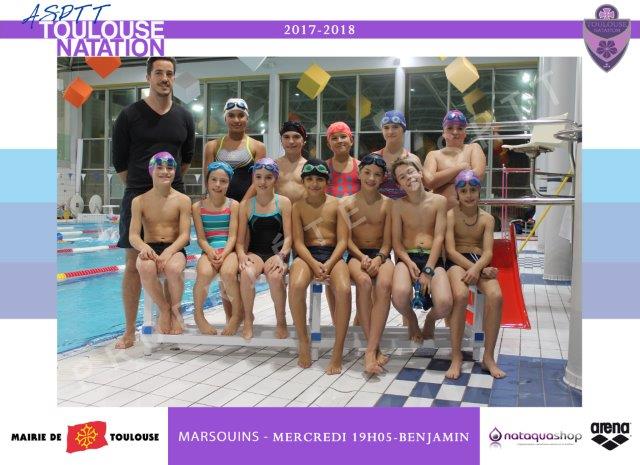 ASPTT
TOULOUSE
NATATION
2017-2018
TOULOUSE
NATATION
MAIRIE DE TOULOUSE
MARSOUINS - MERCREDI 19H05-BENJAMIN
nataquashop
arena